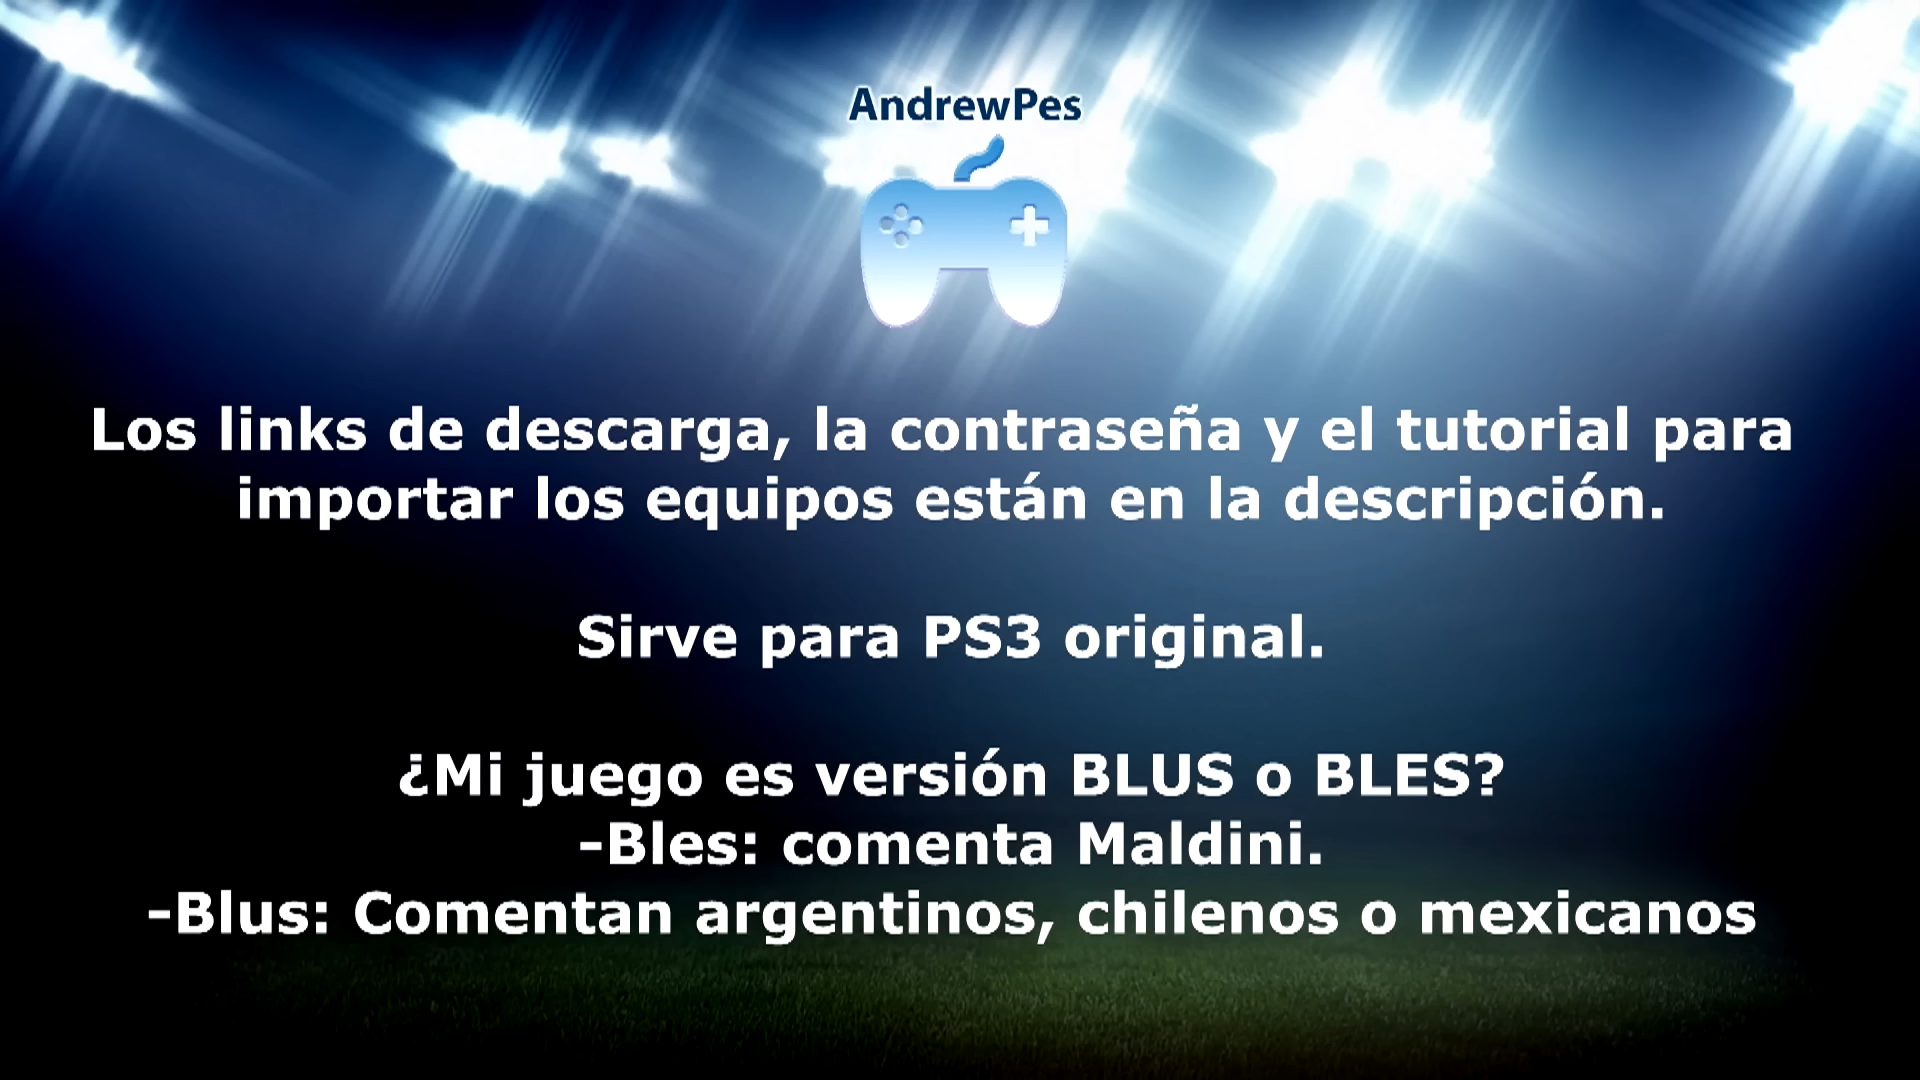 AndrewPes
Los links de descarga, la contraseña y el tutorial para
importar los equipos están en la descripción.
Sirve para PS3 original.
¿Mi juego es versión BLUS o BLES?
-Bles: comenta Maldini.
-Blus: Comentan argentinos, chilenos o mexicanos